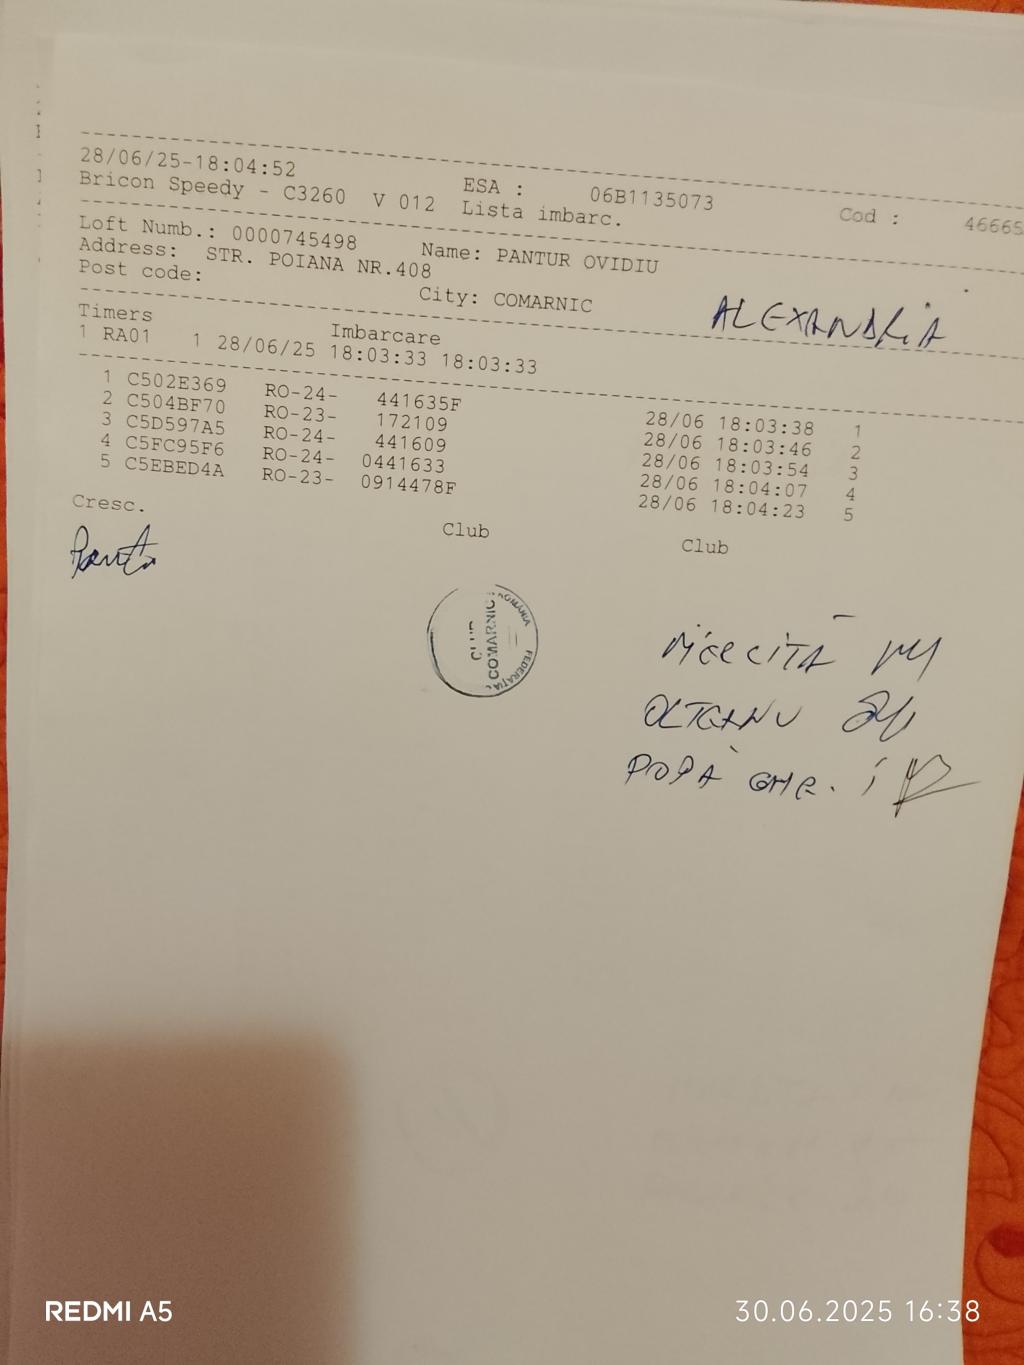 28/06/25-18:04:52 ESA : 06B1135073 Cod : 46665
Bricon Speedy - C3260 V 012 Lista imbarc.
Loft Numb.: 0000745498 Name: PANTUR OVIDIU
Address: STR. POIANA NR.408
Post code: City: COMARNIC
ALEXANDRIA
Timers Imbarcare
1 RA01 1 28/06/25 18:03:33 18:03:33
1 C502E369 RO-24- 441635F 28/06 18:03:38 1
2 C504BF70 RO-23- 172109 28/06 18:03:46 2
3 C5D597A5 RO-24- 441609 28/06 18:03:54 3
4 C5FC95F6 RO-24- 0441633 28/06 18:04:07 4
5 C5EBED4A RO-23- 0914478F 28/06 18:04:23 5
Cresc. Club Club
COMARNIC
ROMANIA
FEDERAȚIA
OLTEANU
POPA GHE.
REDMI A5 30.06.2025 16:38